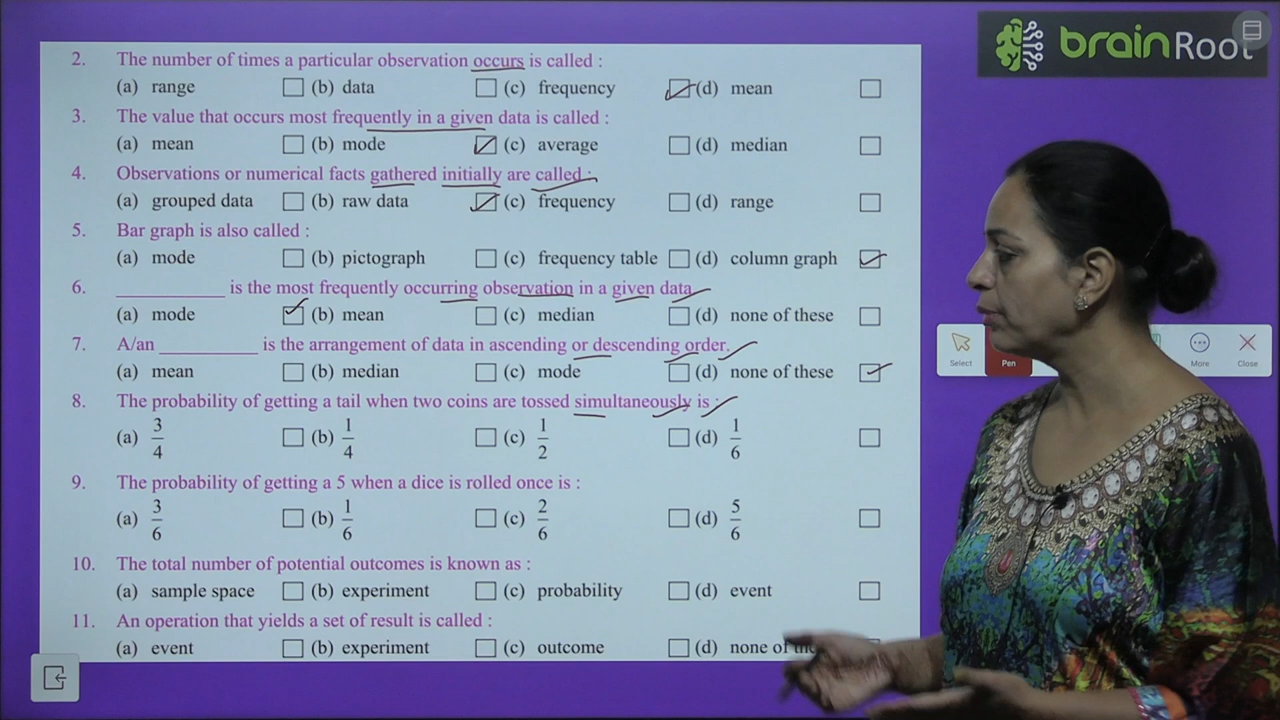 brainRoot
2. The number of times a particular observation occurs is called :
(a) range (b) data (c) frequency (d) mean
3. The value that occurs most frequently in a given data is called :
(a) mean (b) mode (c) average (d) median
4. Observations or numerical facts gathered initially are called :
(a) grouped data (b) raw data (c) frequency (d) range
5. Bar graph is also called :
(a) mode (b) pictograph (c) frequency table (d) column graph
6. ___________ is the most frequently occurring observation in a given data.
(a) mode (b) mean (c) median (d) none of these
7. A/an __________ is the arrangement of data in ascending or descending order.
(a) mean (b) median (c) mode (d) none of these
8. The probability of getting a tail when two coins are tossed simultaneously is :
(a) 3/4 (b) 1/4 (c) 1/2 (d) 1/6
9. The probability of getting a 5 when a dice is rolled once is :
(a) 3/6 (b) 1/6 (c) 2/6 (d) 5/6
10. The total number of potential outcomes is known as :
(a) sample space (b) experiment (c) probability (d) event
11. An operation that yields a set of result is called :
(a) event (b) experiment (c) outcome (d) none of
Select Pen More Close